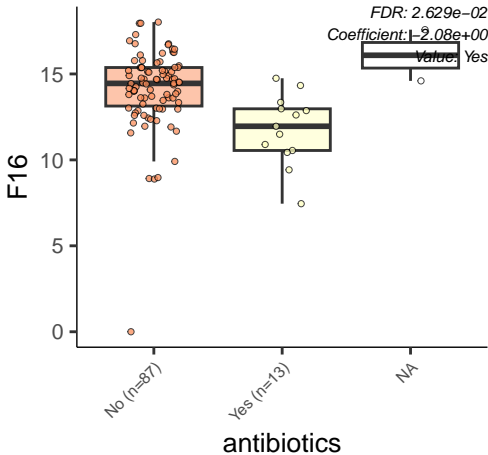 FDR: 2.629e−02
Coefficient: −2.08e+00
Value: Yes
F16
15
10
5
0
No (n=87)
Yes (n=13)
NA
antibiotics